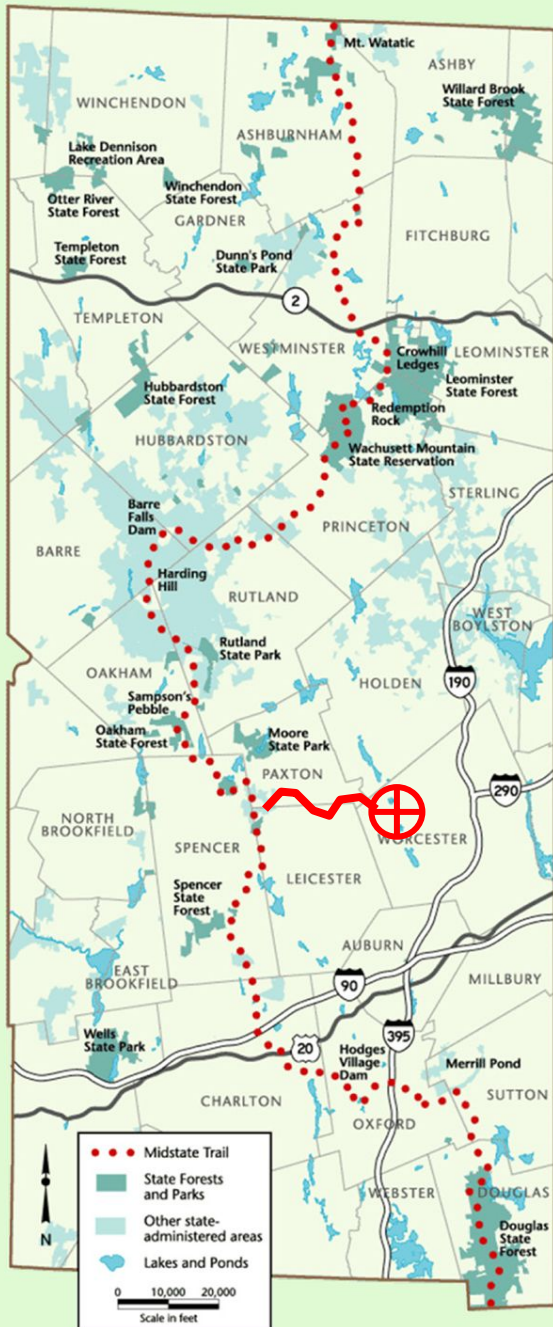 Mt. Watatic
ASHBY
Willard Brook
State Forest
WINCHENDON
ASHBURNHAM
Lake Dennison
Recreation Area
Otter River
State Forest
Winchendon
State Forest
GARDNER
FITCHBURG
Templeton
State Forest
Dunn's Pond
State Park
2
TEMPLETON
WESTMINSTER
Crowhill
Ledges
LEOMINSTER
Leominster
State Forest
Hubbardston
State Forest
Redemption
Rock
HUBBARDSTON
Wachusett Mountain
State Reservation
STERLING
Barre
Falls
Dam
PRINCETON
BARRE
Harding
Hill
RUTLAND
WEST
BOYLSTON
Rutland
State Park
OAKHAM
HOLDEN
190
Sampson's
Pebble
Oakham
State Forest
Moore
State Park
PAXTON
290
NORTH
BROOKFIELD
WORCESTER
SPENCER
LEICESTER
Spencer
State
Forest
AUBURN
EAST
BROOKFIELD
90
MILLBURY
Wells
State Park
20
395
Hodges
Village
Dam
Merrill Pond
SUTTON
CHARLTON
OXFORD
WEBSTER
DOUGLAS
Douglas
State
Forest
N
Midstate Trail
State Forests
and Parks
Other state-
administered areas
Lakes and Ponds
0 10,000 20,000
Scale in feet